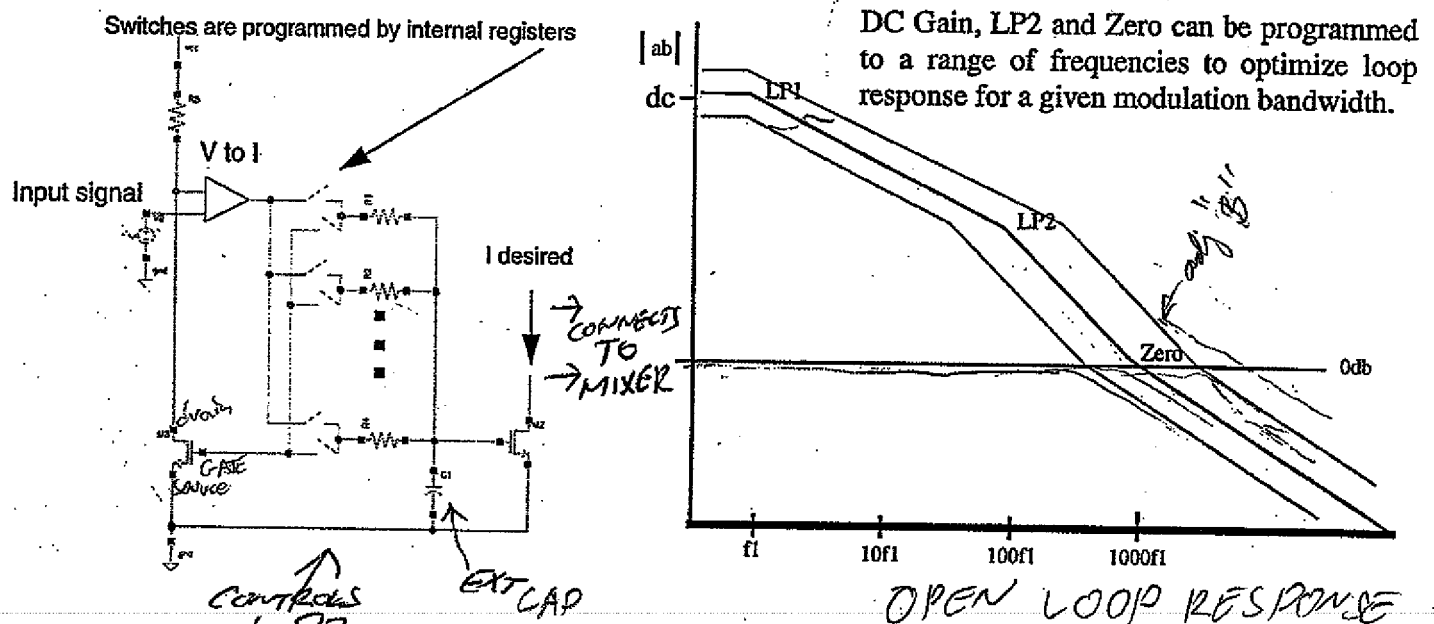 Switches are programmed by internal registers
V to I
Input signal
I desired
→ CONNECTS
TO
→ MIXER
GATE
SOURCE
C1
CONTROLS
EXT CAP
DC Gain, LP2 and Zero can be programmed
to a range of frequencies to optimize loop
response for a given modulation bandwidth.
|ab|
dc
LP1
LP2
Zero
0db
f1
10f1
100f1
1000f1
OPEN LOOP RESPONSE